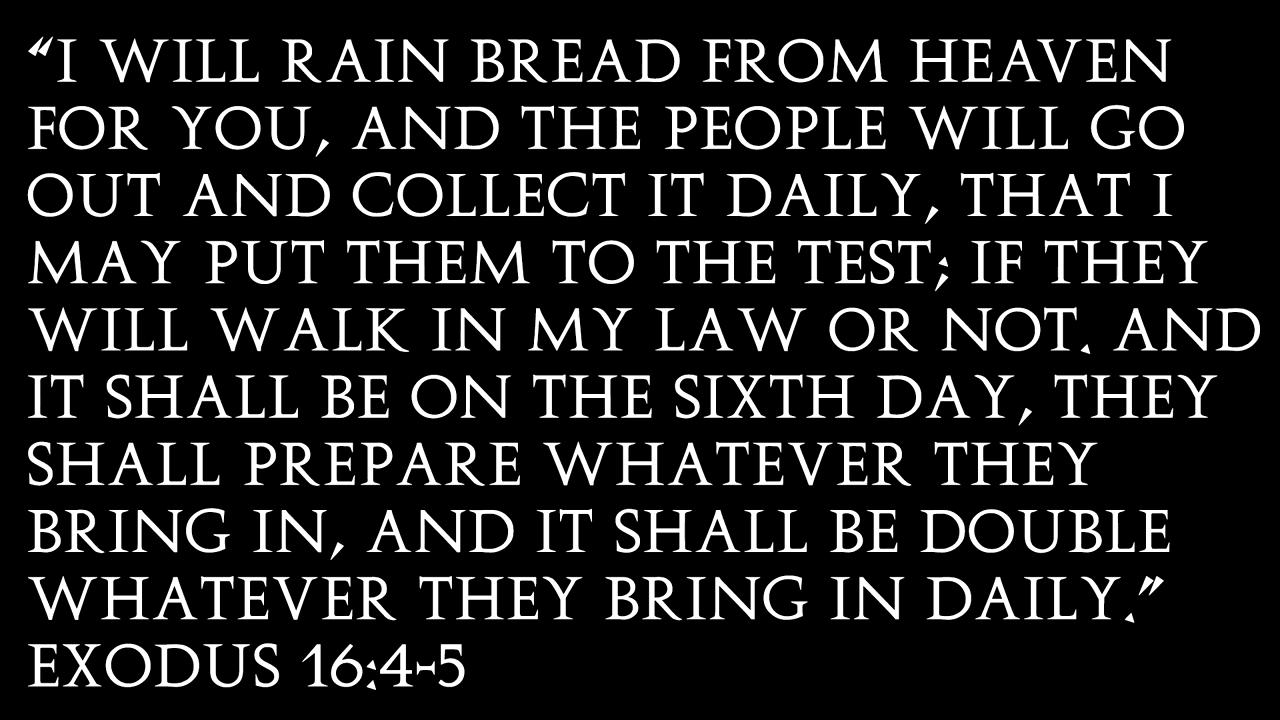 “I WILL RAIN BREAD FROM HEAVEN
FOR YOU, AND THE PEOPLE WILL GO
OUT AND COLLECT IT DAILY, THAT I
MAY PUT THEM TO THE TEST; IF THEY
WILL WALK IN MY LAW OR NOT. AND
IT SHALL BE ON THE SIXTH DAY, THEY
SHALL PREPARE WHATEVER THEY
BRING IN, AND IT SHALL BE DOUBLE
WHATEVER THEY BRING IN DAILY.”
EXODUS 16:4-5